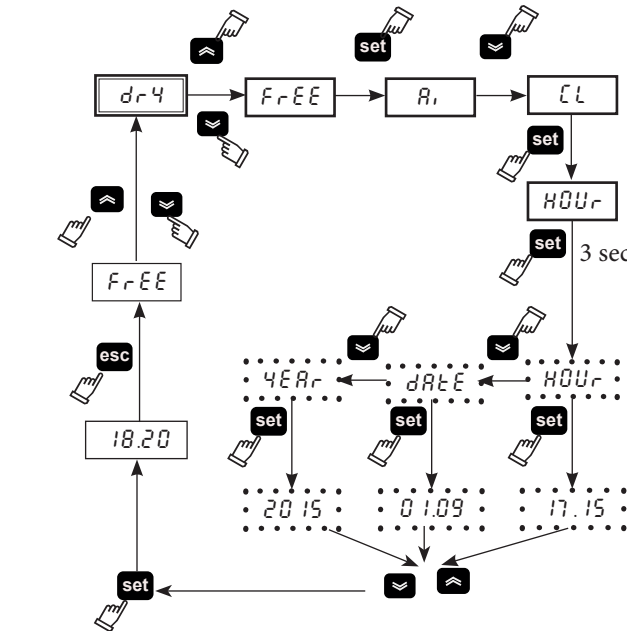 set
dr4 FrEE Ai CL
set
HOUr
set 3 sec
FrEE
esc
YEAr dAtE HOUr
set set set
18.20
2015 01.09 17.15
set